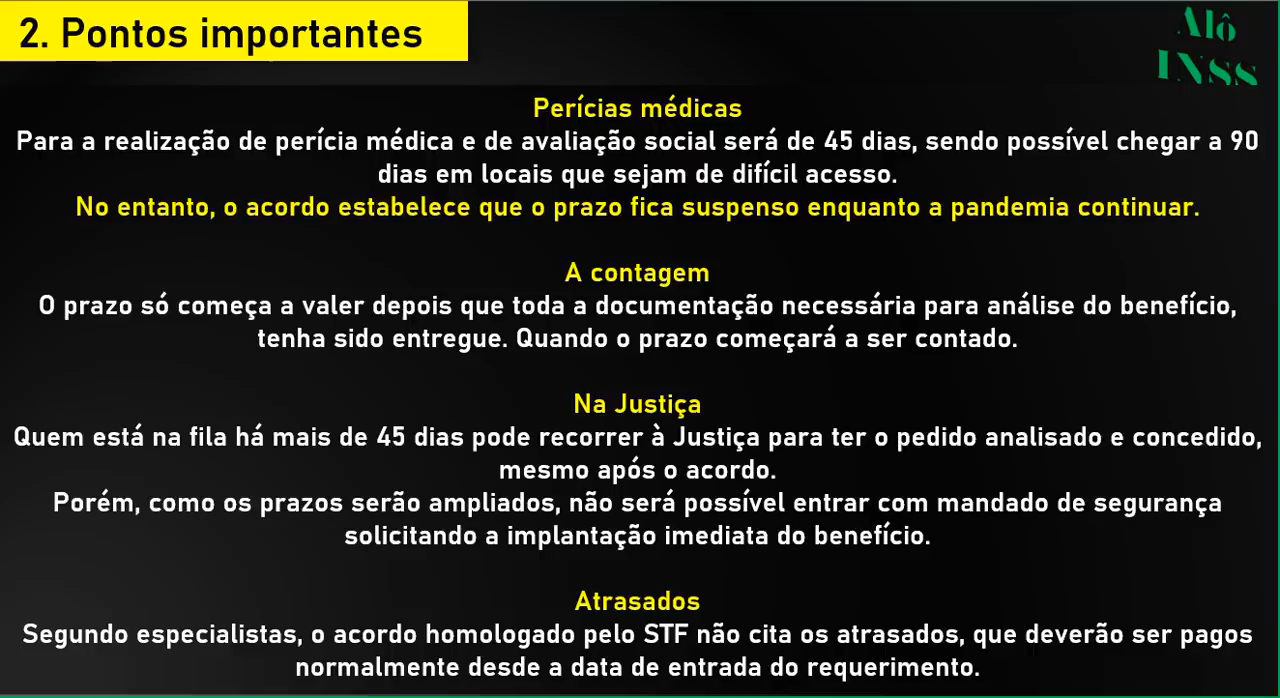 2. Pontos importantes
Alô
INSS
Perícias médicas
Para a realização de perícia médica e de avaliação social será de 45 dias, sendo possível chegar a 90
dias em locais que sejam de difícil acesso.
No entanto, o acordo estabelece que o prazo fica suspenso enquanto a pandemia continuar.
A contagem
O prazo só começa a valer depois que toda a documentação necessária para análise do benefício,
tenha sido entregue. Quando o prazo começará a ser contado.
Na Justiça
Quem está na fila há mais de 45 dias pode recorrer à Justiça para ter o pedido analisado e concedido,
mesmo após o acordo.
Porém, como os prazos serão ampliados, não será possível entrar com mandado de segurança
solicitando a implantação imediata do benefício.
Atrasados
Segundo especialistas, o acordo homologado pelo STF não cita os atrasados, que deverão ser pagos
normalmente desde a data de entrada do requerimento.